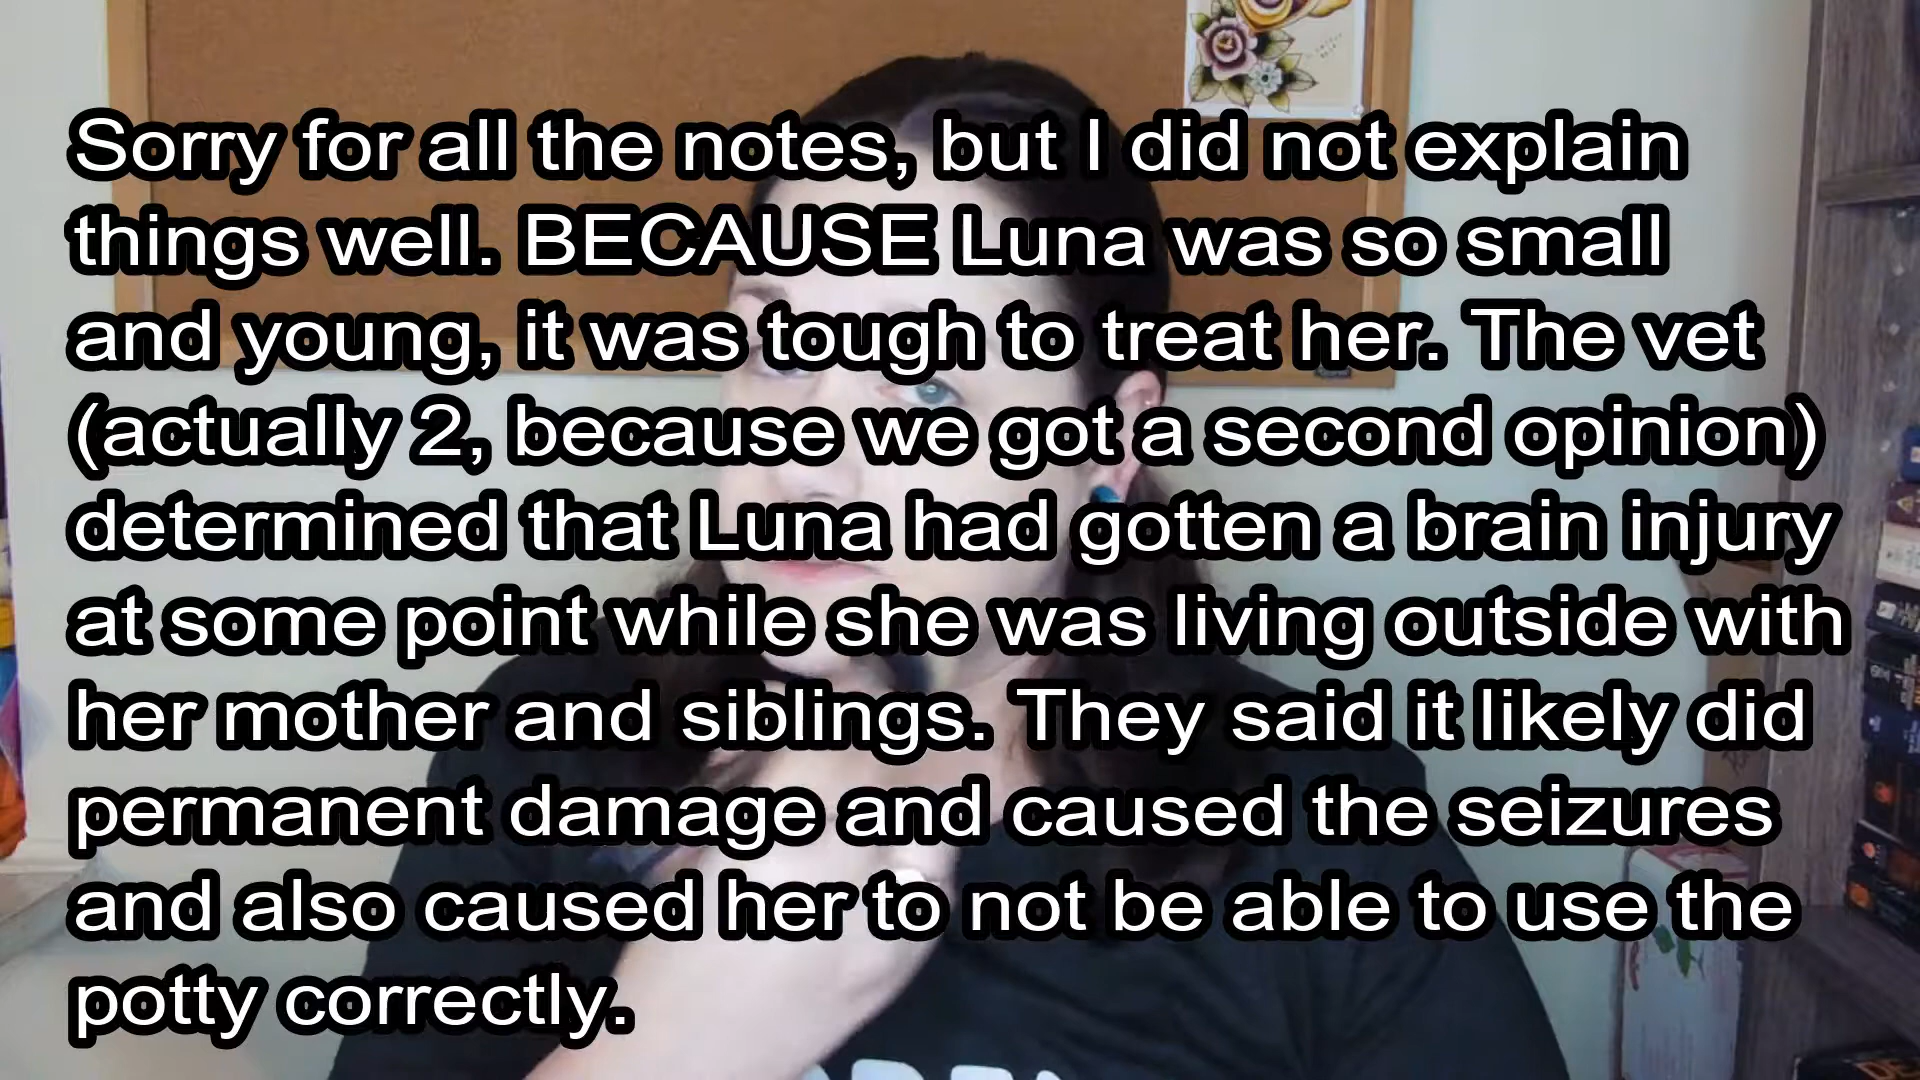 Sorry for all the notes, but I did not explain
things well. BECAUSE Luna was so small
and young, it was tough to treat her. The vet
(actually 2, because we got a second opinion)
determined that Luna had gotten a brain injury
at some point while she was living outside with
her mother and siblings. They said it likely did
permanent damage and caused the seizures
and also caused her to not be able to use the
potty correctly.